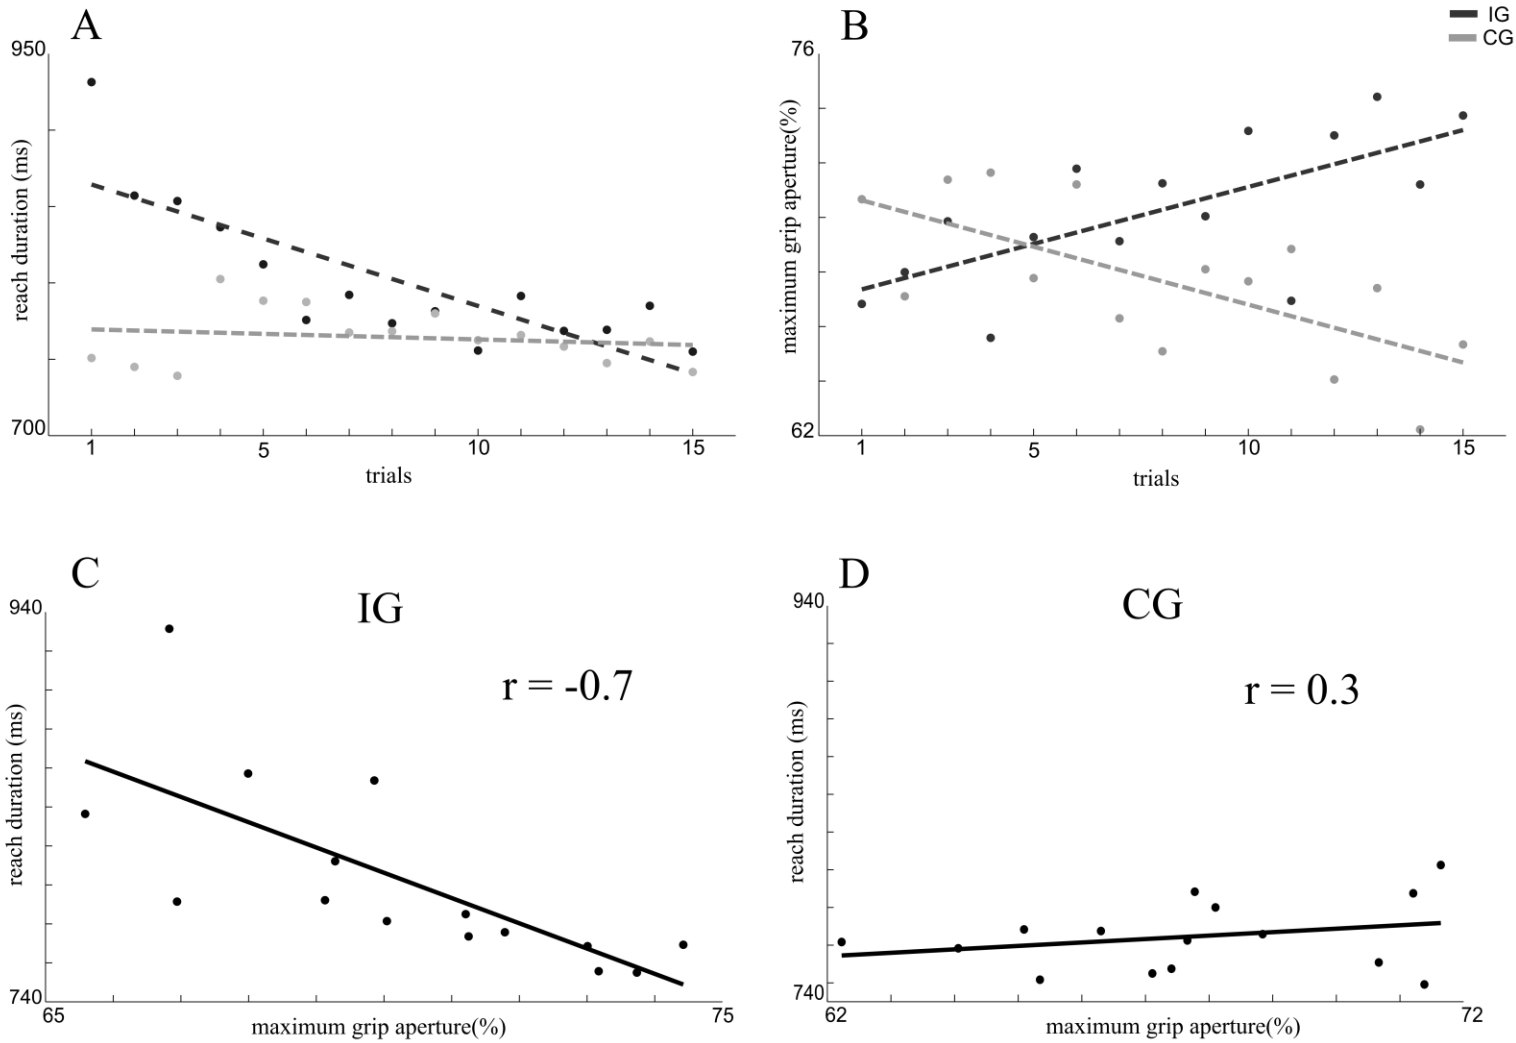 A
B
IG
CG
950
700
reach duration (ms)
1
5
10
15
trials
76
62
maximum grip aperture(%)
1
5
10
15
trials
C
IG
r = -0.7
940
740
reach duration (ms)
65
75
maximum grip aperture(%)
D
CG
r = 0.3
940
740
reach duration (ms)
62
72
maximum grip aperture(%)